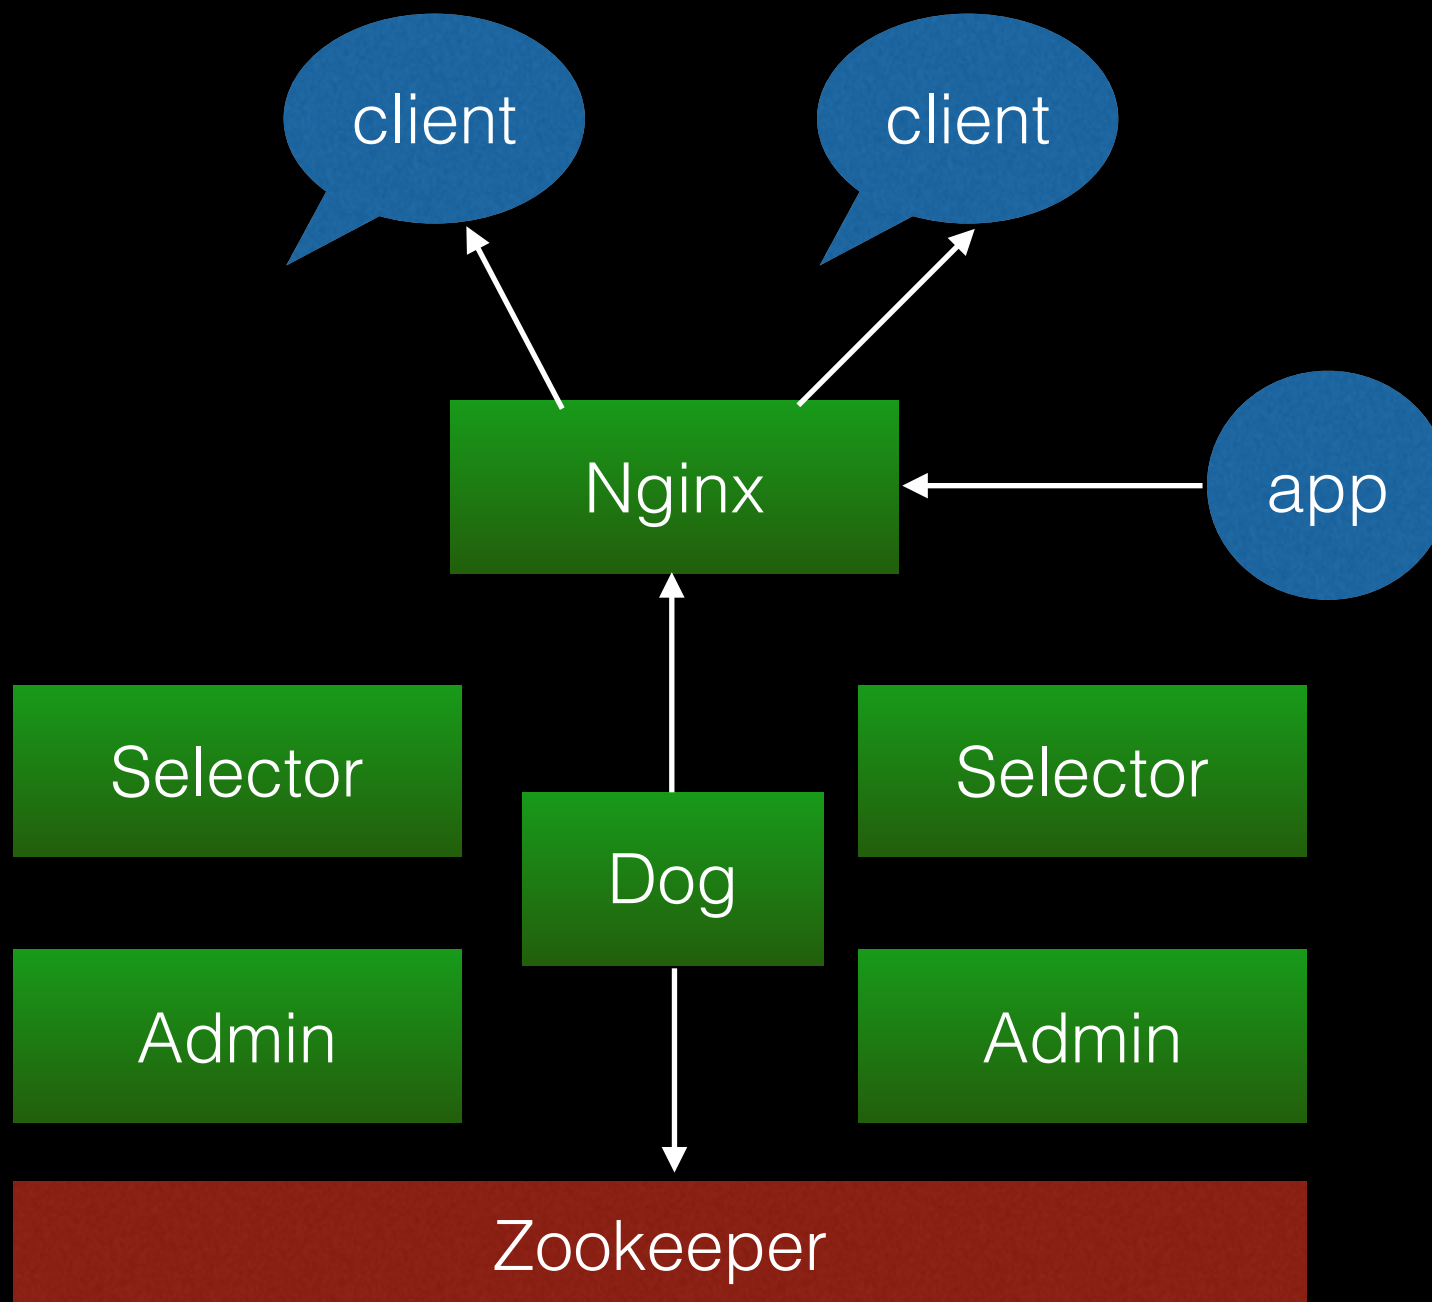 client
client
Nginx
app
Selector
Selector
Dog
Admin
Admin
Zookeeper